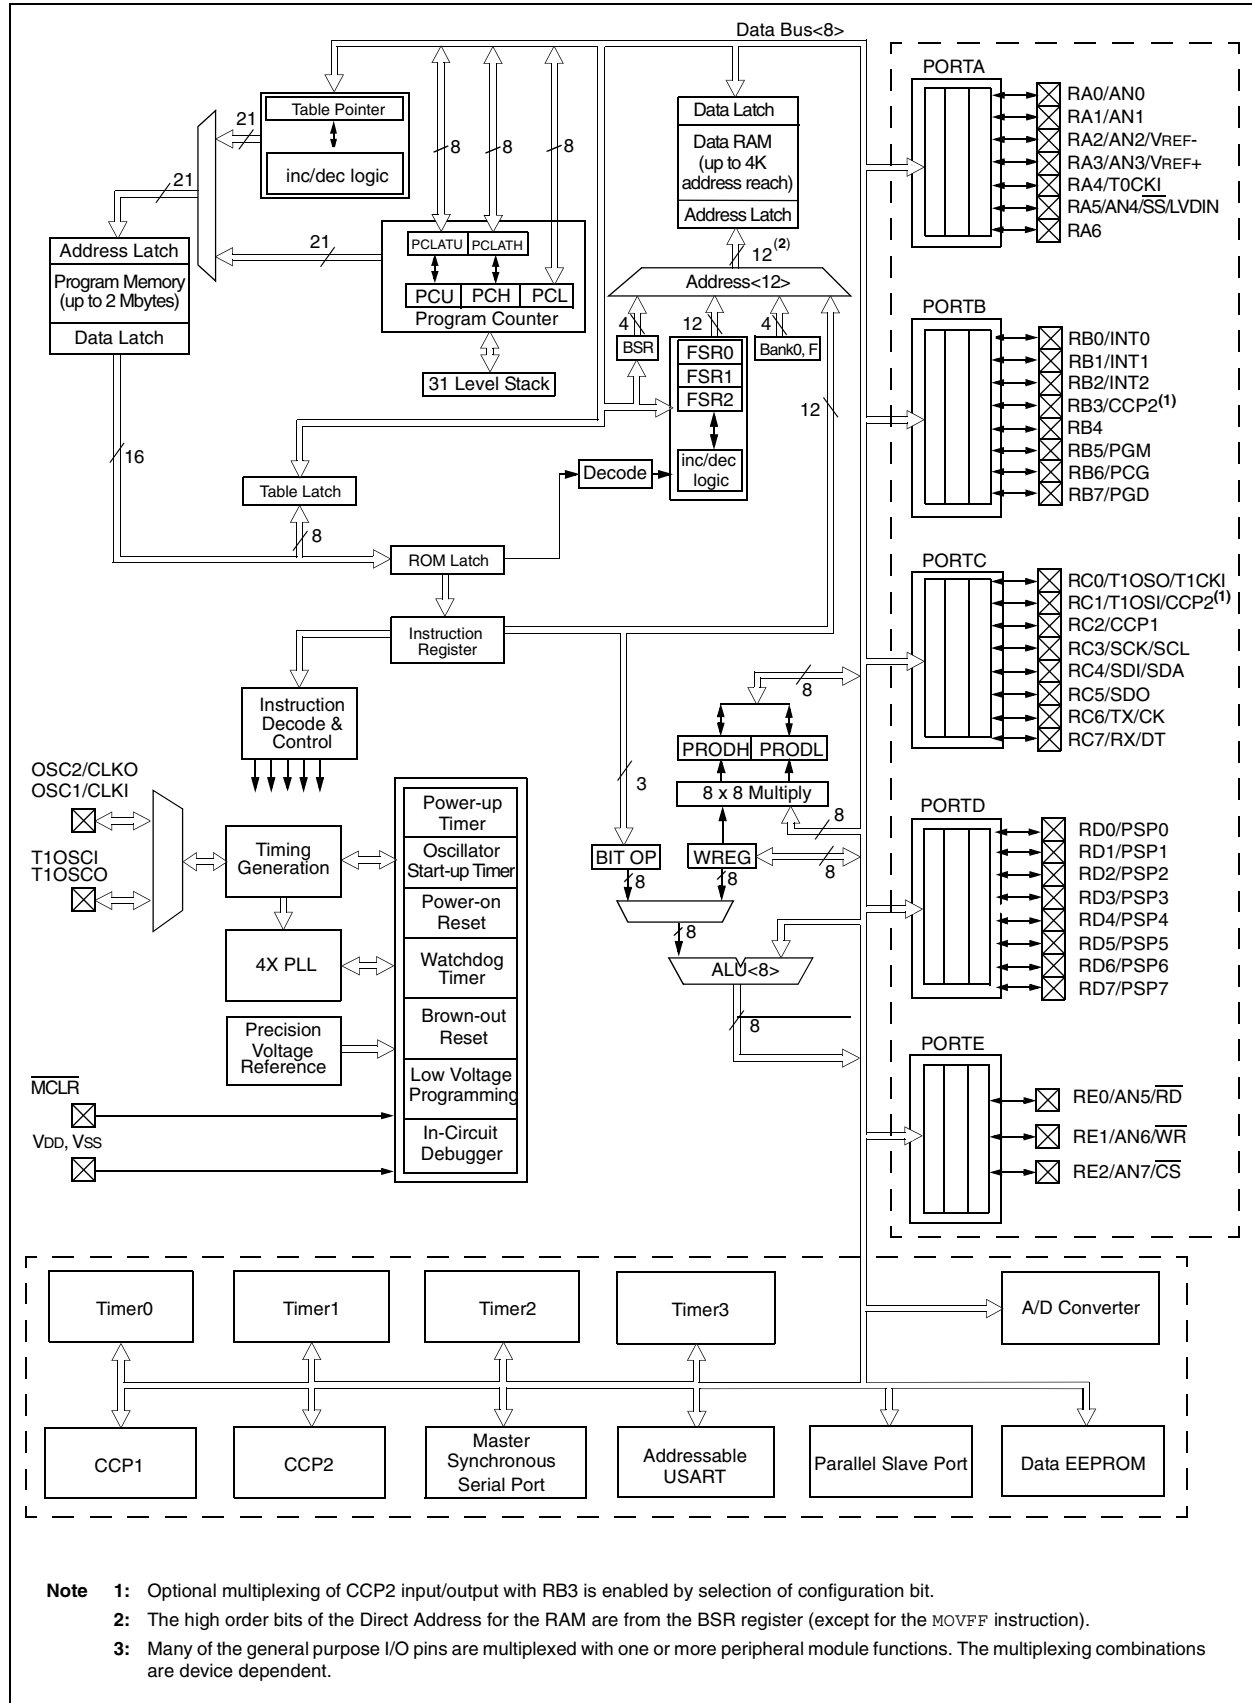 Data Bus<8>
PORTA
Table Pointer
21
inc/dec logic
8
8
8
Data Latch
Data RAM
(up to 4K
address reach)
Address Latch
RA0/AN0
RA1/AN1
RA2/AN2/VREF-
RA3/AN3/VREF+
RA4/T0CKI
RA5/AN4/SS/LVDIN
RA6
21
21
Address Latch
Program Memory
(up to 2 Mbytes)
Data Latch
PCLATU
PCLATH
PCU
PCH
PCL
Program Counter
31 Level Stack
12(2)
Address<12>
4
12
4
BSR
FSR0
FSR1
FSR2
inc/dec
logic
Bank0, F
12
PORTB
RB0/INT0
RB1/INT1
RB2/INT2
RB3/CCP2(1)
RB4
RB5/PGM
RB6/PCG
RB7/PGD
16
Decode
Table Latch
8
ROM Latch
Instruction
Register
PORTC
RC0/T1OSO/T1CKI
RC1/T1OSI/CCP2(1)
RC2/CCP1
RC3/SCK/SCL
RC4/SDI/SDA
RC5/SDO
RC6/TX/CK
RC7/RX/DT
Instruction
Decode &
Control
8
PRODH
PRODL
3
8 x 8 Multiply
8
BIT OP
WREG
8
8
8
8
ALU<8>
8
OSC2/CLKO
OSC1/CLKI
T1OSCI
T1OSCO
Timing
Generation
4X PLL
Precision
Voltage
Reference
Power-up
Timer
Oscillator
Start-up Timer
Power-on
Reset
Watchdog
Timer
Brown-out
Reset
Low Voltage
Programming
In-Circuit
Debugger
MCLR
VDD, VSS
PORTD
RD0/PSP0
RD1/PSP1
RD2/PSP2
RD3/PSP3
RD4/PSP4
RD5/PSP5
RD6/PSP6
RD7/PSP7
PORTE
RE0/AN5/RD
RE1/AN6/WR
RE2/AN7/CS
Timer0
Timer1
Timer2
Timer3
A/D Converter
CCP1
CCP2
Master
Synchronous
Serial Port
Addressable
USART
Parallel Slave Port
Data EEPROM
Note 1: Optional multiplexing of CCP2 input/output with RB3 is enabled by selection of configuration bit.
2: The high order bits of the Direct Address for the RAM are from the BSR register (except for the MOVFF instruction).
3: Many of the general purpose I/O pins are multiplexed with one or more peripheral module functions. The multiplexing combinations
are device dependent.